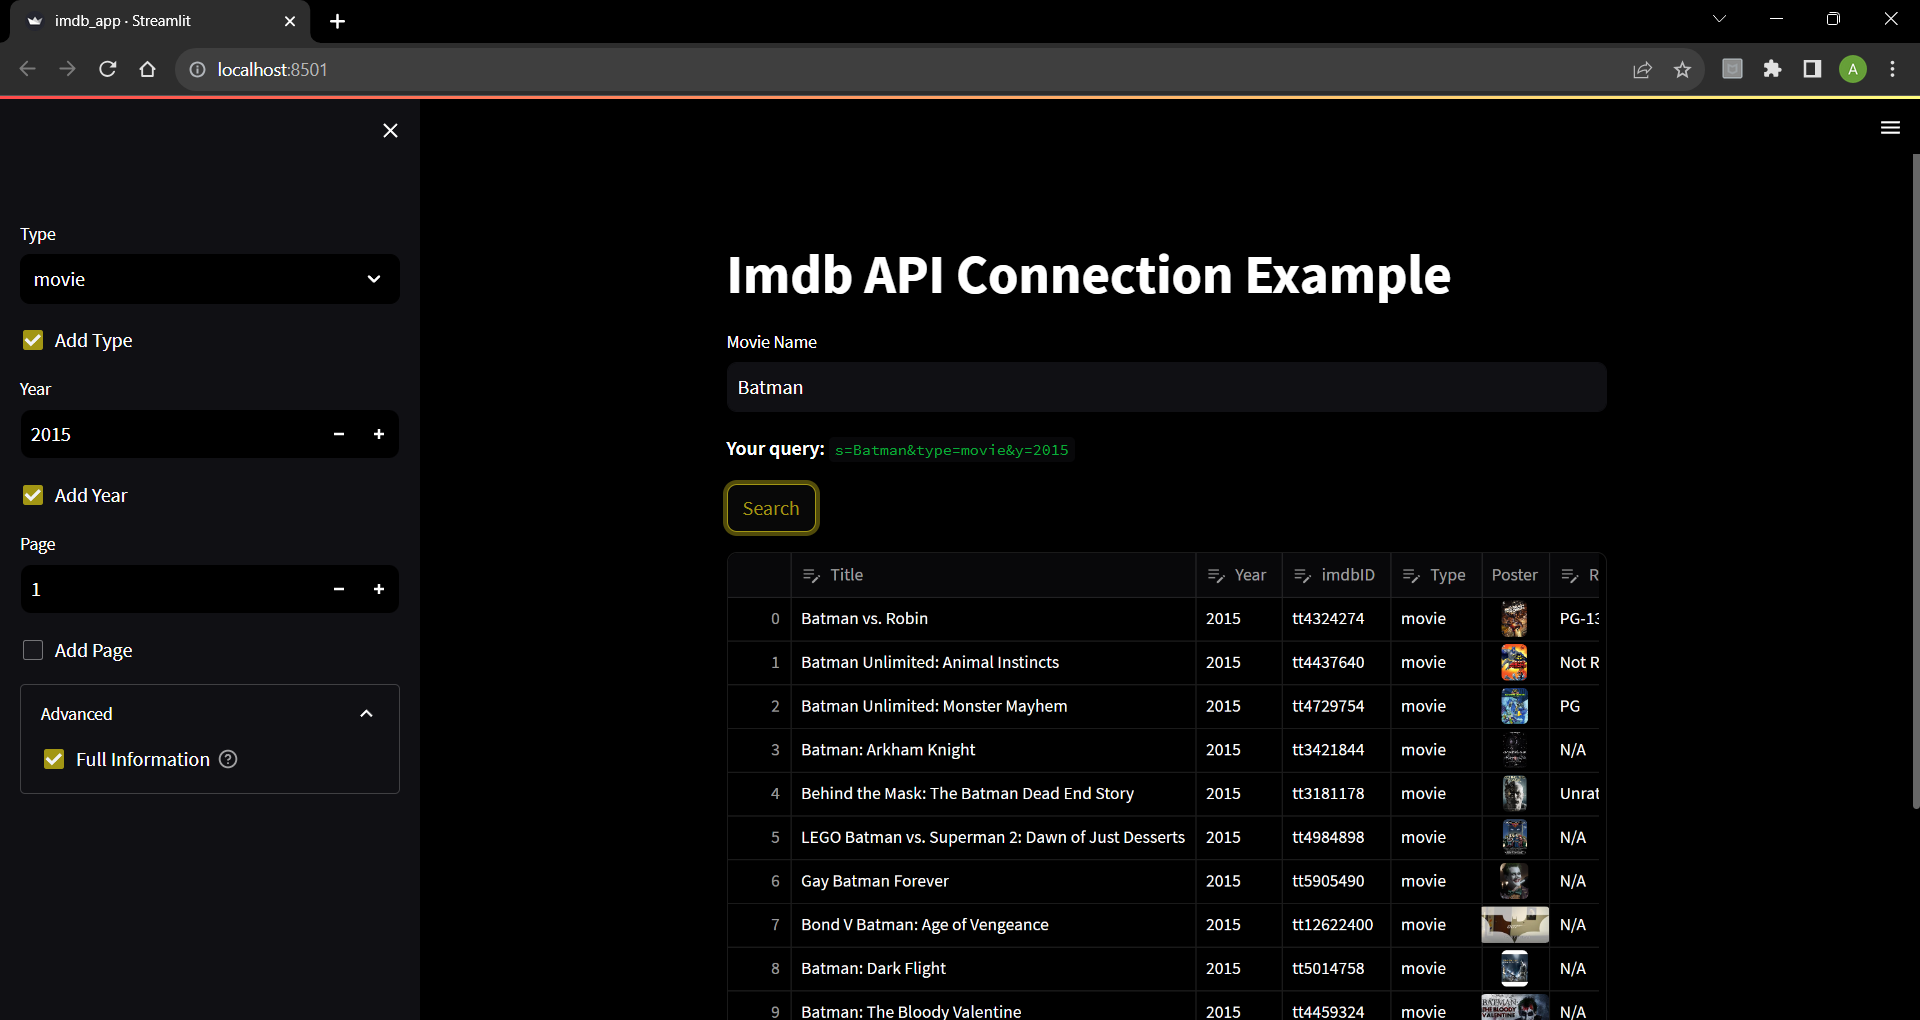 imdb_app · Streamlit
localhost:8501
A
Type
movie
Add Type
Year
2015
Add Year
Page
1
Add Page
Advanced
Full Information
Imdb API Connection Example
Movie Name
Batman
Your query: s=Batman&type=movie&y=2015
Search
Title Year imdbID Type Poster R
0 Batman vs. Robin 2015 tt4324274 movie PG-13
1 Batman Unlimited: Animal Instincts 2015 tt4437640 movie Not R
2 Batman Unlimited: Monster Mayhem 2015 tt4729754 movie PG
3 Batman: Arkham Knight 2015 tt3421844 movie N/A
4 Behind the Mask: The Batman Dead End Story 2015 tt3181178 movie Unrat
5 LEGO Batman vs. Superman 2: Dawn of Just Desserts 2015 tt4984898 movie N/A
6 Gay Batman Forever 2015 tt5905490 movie N/A
7 Bond V Batman: Age of Vengeance 2015 tt12622400 movie N/A
8 Batman: Dark Flight 2015 tt5014758 movie N/A
9 Batman: The Bloody Valentine 2015 tt4459324 movie N/A